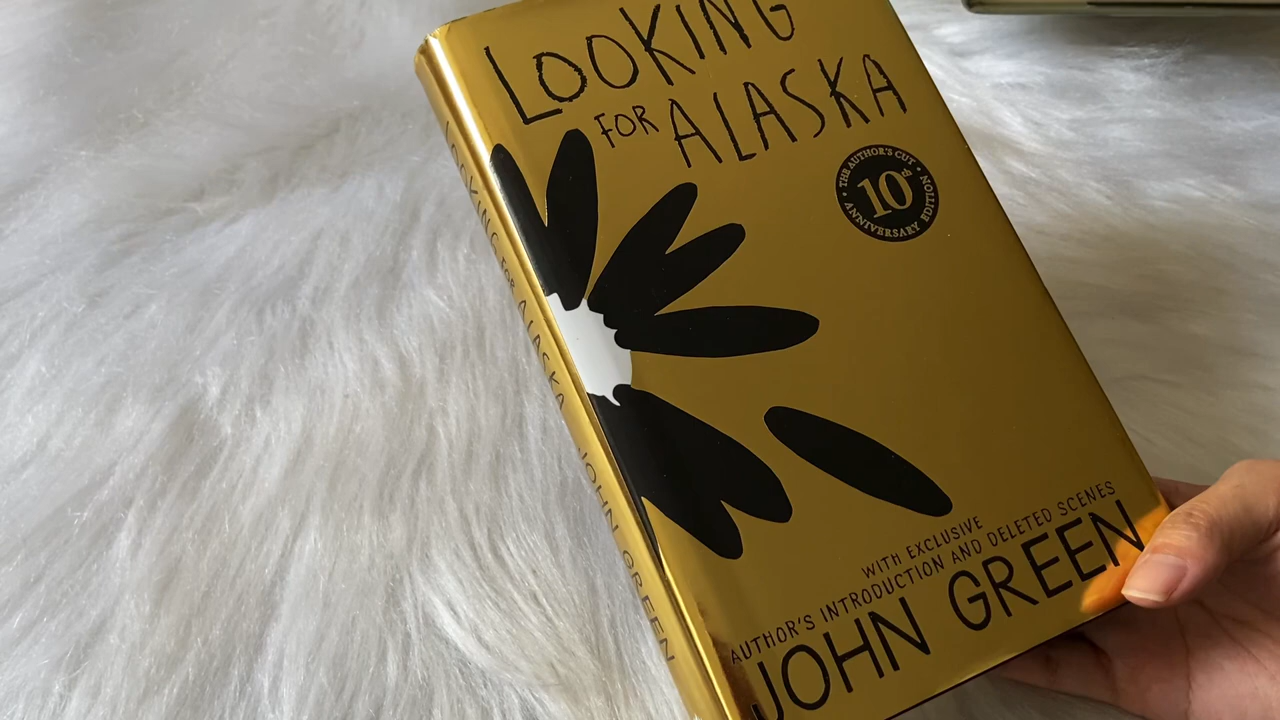 LOOKING
FOR ALASKA
THE AUTHOR'S CUT
10th
ANNIVERSARY EDITION
WITH EXCLUSIVE
AUTHOR'S INTRODUCTION AND DELETED SCENES
JOHN GREEN
LOOKING FOR ALASKA JOHN GREEN